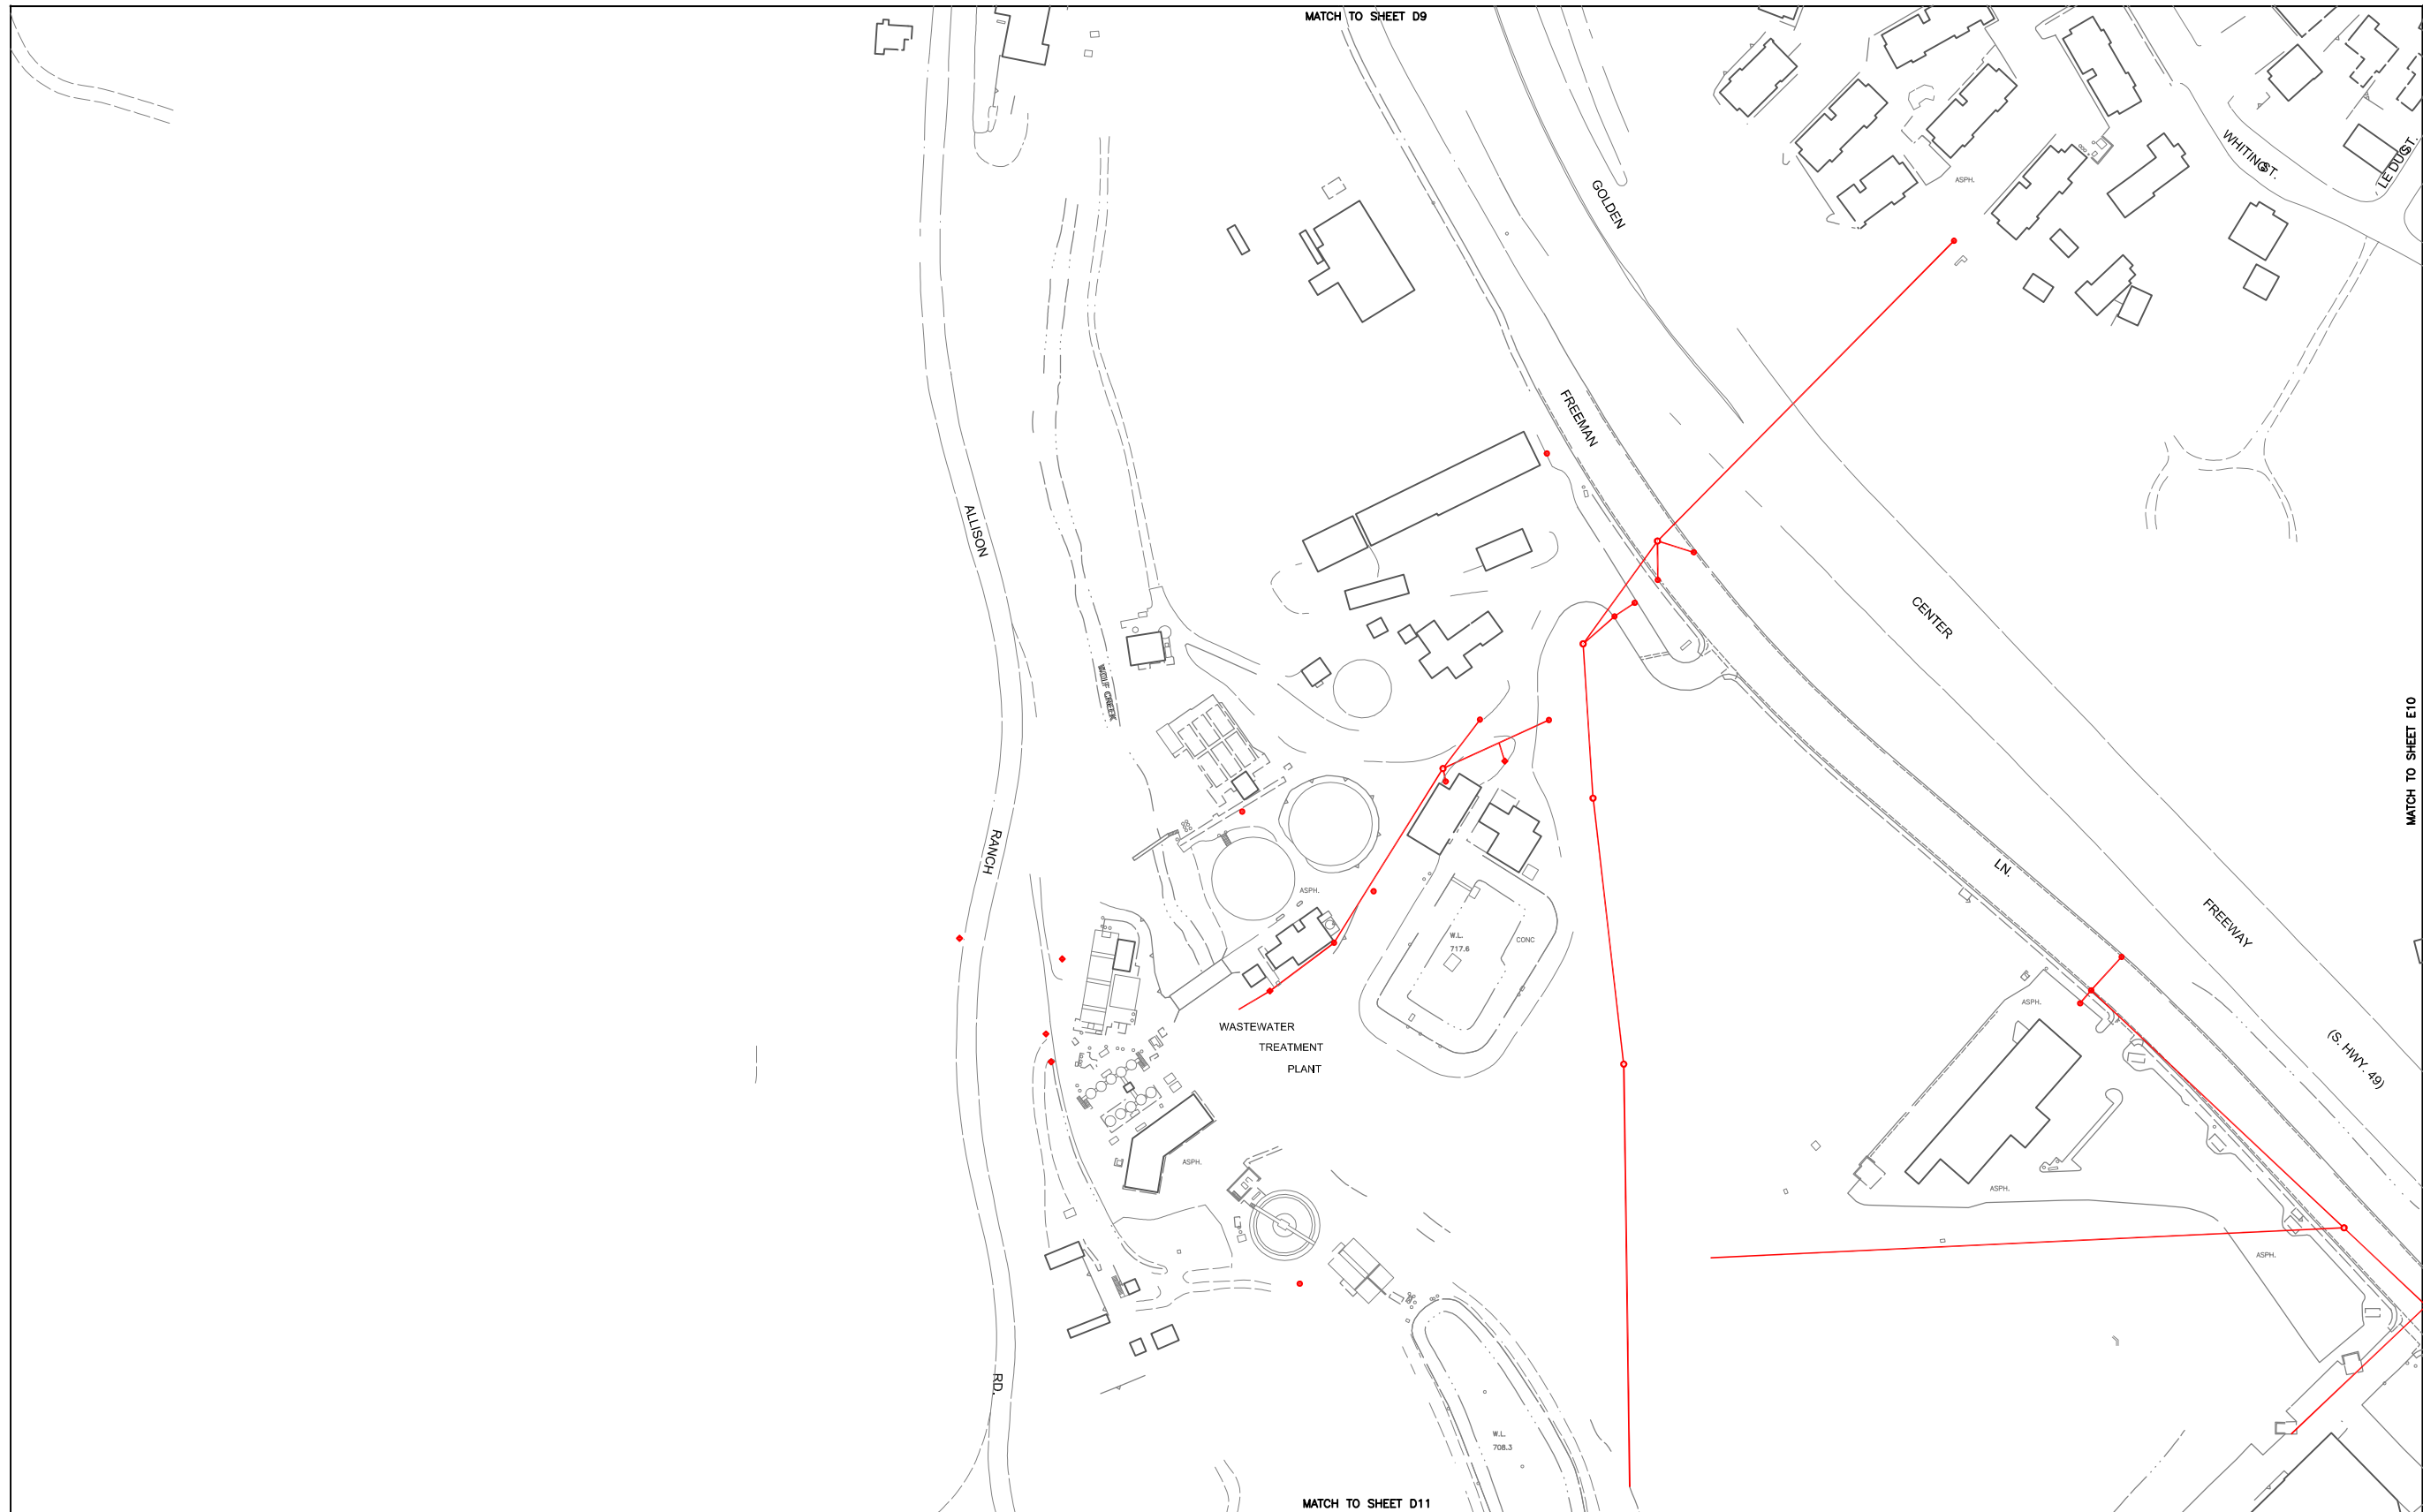 MATCH TO SHEET D9
WHITING ST.
LE DUC ST.
ASPH.
GOLDEN
FREEMAN
ALLISON
CENTER
WOLF CREEK
MATCH TO SHEET E10
RANCH
LN.
ASPH.
FREEWAY
W.L.
717.6
CONC
ASPH.
WASTEWATER
TREATMENT
PLANT
(S. HWY. 49)
ASPH.
ASPH.
ASPH.
RD.
W.L.
708.3
MATCH TO SHEET D11